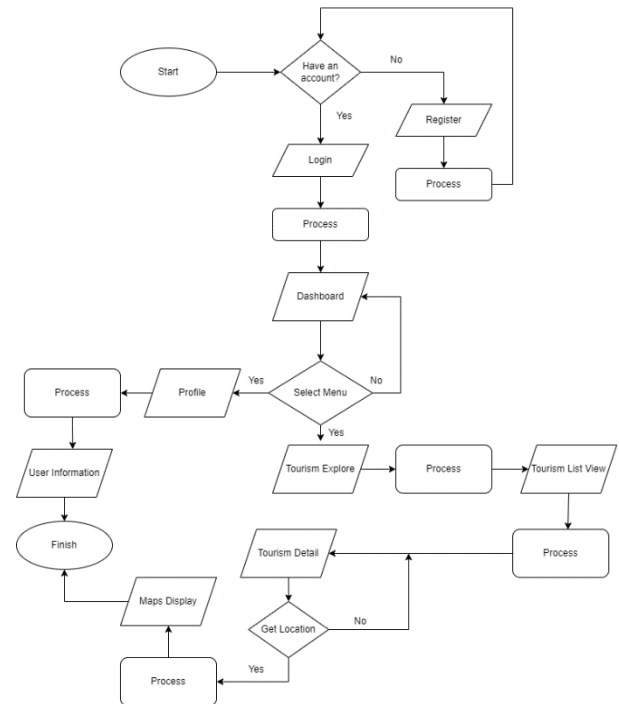 Start
Have an
account?
No
Yes
Register
Login
Process
Process
Dashboard
Process
Profile
Yes
Select Menu
No
Yes
User Information
Tourism Explore
Process
Tourism List View
Finish
Tourism Detail
Process
Maps Display
Get Location
No
Yes
Process